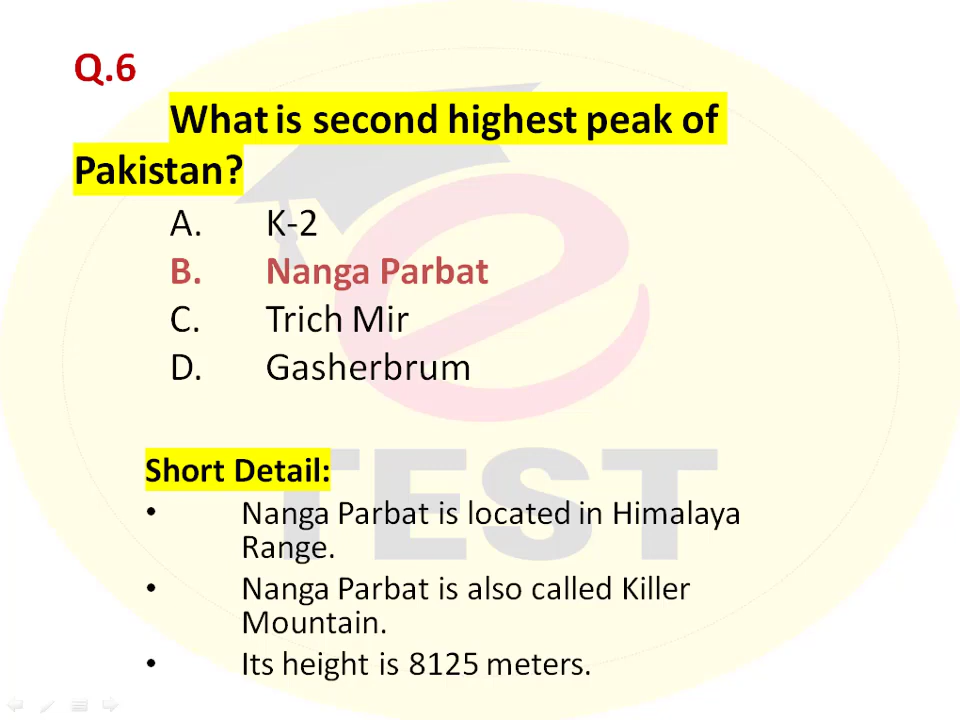 Q.6
What is second highest peak of
Pakistan?
A. K-2
B. Nanga Parbat
C. Trich Mir
D. Gasherbrum
Short Detail:
• Nanga Parbat is located in Himalaya
Range.
• Nanga Parbat is also called Killer
Mountain.
• Its height is 8125 meters.
e
TEST